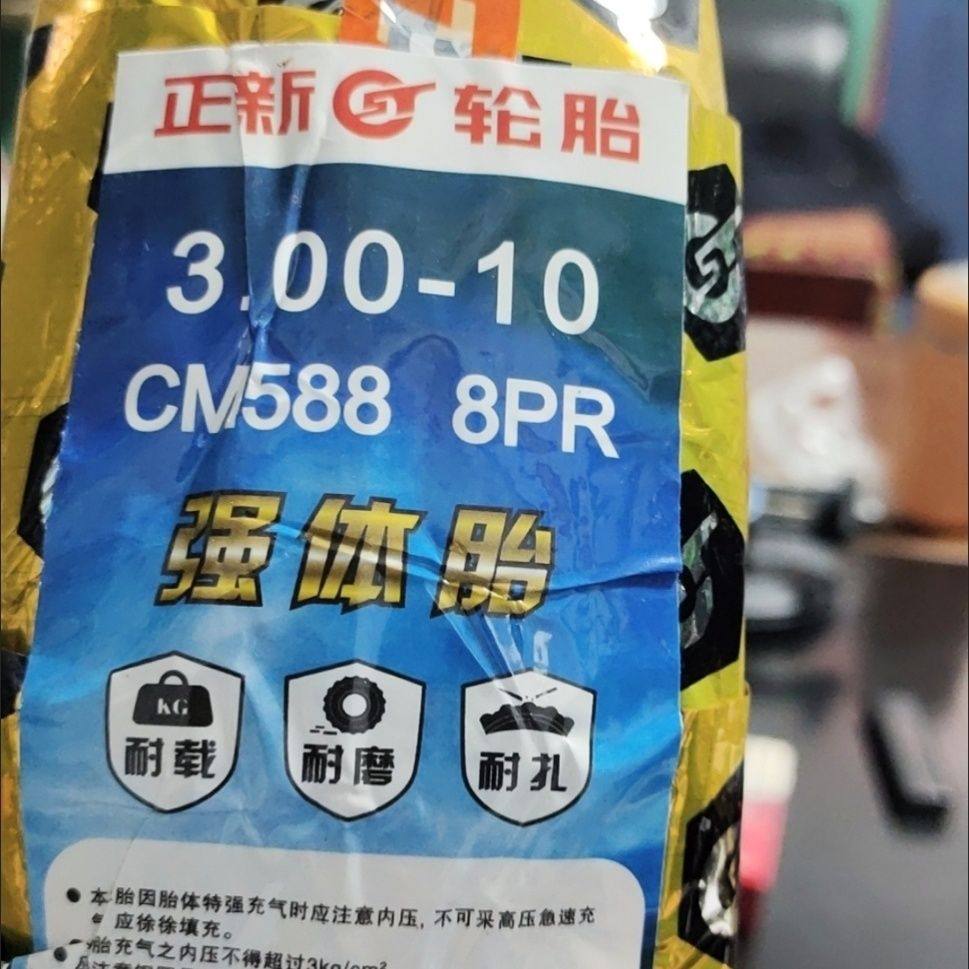 正新 CST 轮胎
3.00-10
CM588 8PR
强体胎
KG
耐载
耐磨
耐扎
本胎因胎体特强充气时应注意内压,不可采高压急速充
应徐徐填充。
胎充气之内压不得超过3kg/cm²